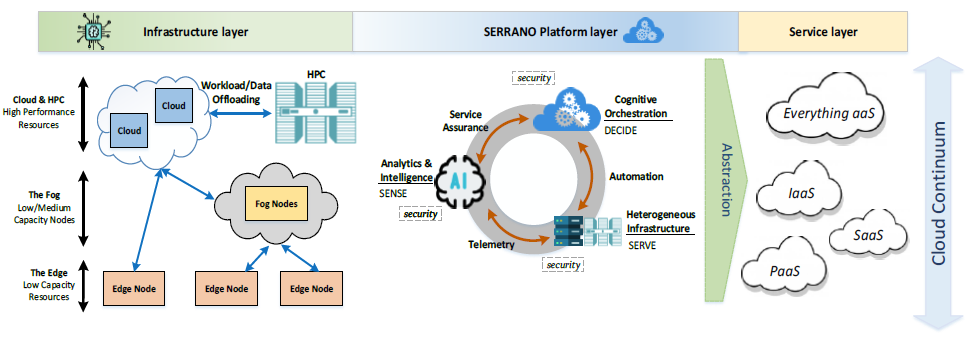 Infrastructure layer
SERRANO Platform layer
Service layer
Cloud & HPC
High Performance
Resources
Cloud
Cloud
Workload/Data
Offloading
HPC
The Fog
Low/Medium
Capacity Nodes
Fog Nodes
The Edge
Low Capacity
Resources
Edge Node
Edge Node
Edge Node
security
Service
Assurance
Cognitive
Orchestration
DECIDE
Analytics &
Intelligence
SENSE
AI
security
Automation
Heterogeneous
Infrastructure
SERVE
Telemetry
security
Abstraction
Everything aaS
IaaS
SaaS
PaaS
Cloud Continuum